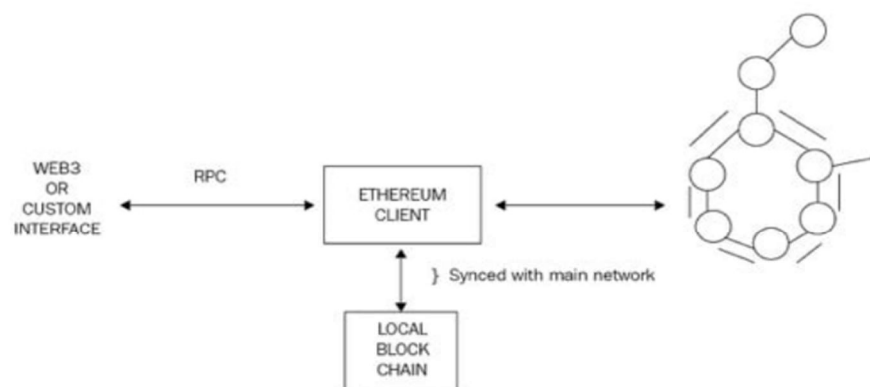 WEB3
OR
CUSTOM
INTERFACE
RPC
ETHEREUM
CLIENT
} Synced with main network
LOCAL
BLOCK
CHAIN